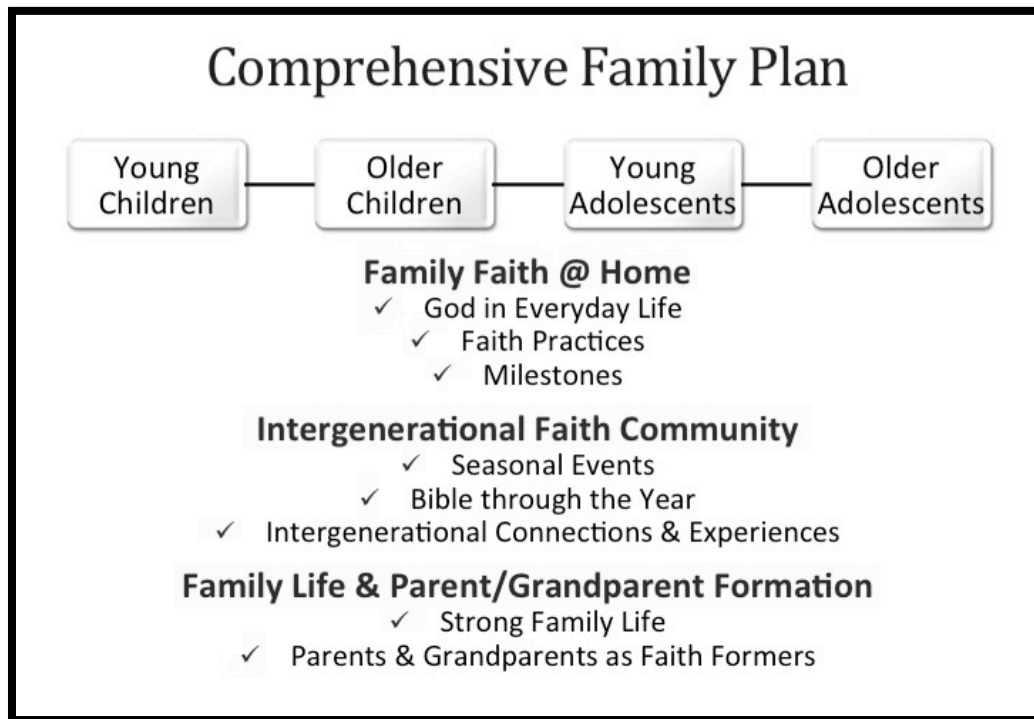 Comprehensive Family Plan
Young
Children
Older
Children
Young
Adolescents
Older
Adolescents
Family Faith @ Home
✓ God in Everyday Life
✓ Faith Practices
✓ Milestones
Intergenerational Faith Community
✓ Seasonal Events
✓ Bible through the Year
✓ Intergenerational Connections & Experiences
Family Life & Parent/Grandparent Formation
✓ Strong Family Life
✓ Parents & Grandparents as Faith Formers